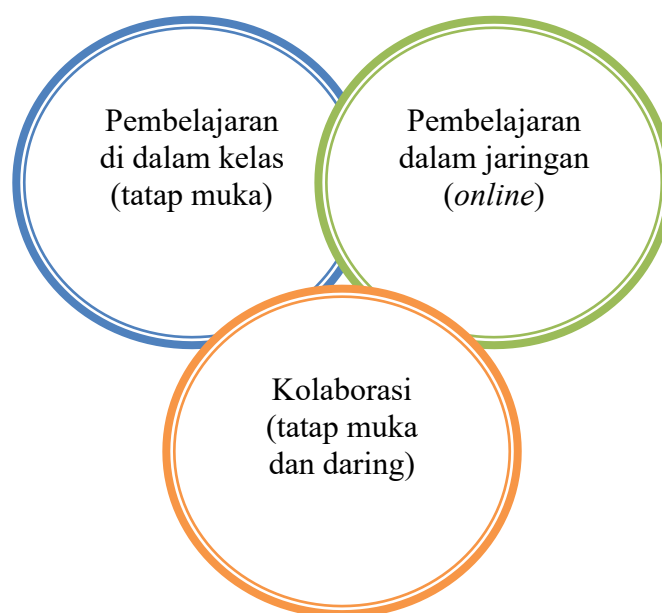 Pembelajaran
di dalam kelas
(tatap muka)
Pembelajaran
dalam jaringan
(online)
Kolaborasi
(tatap muka
dan daring)